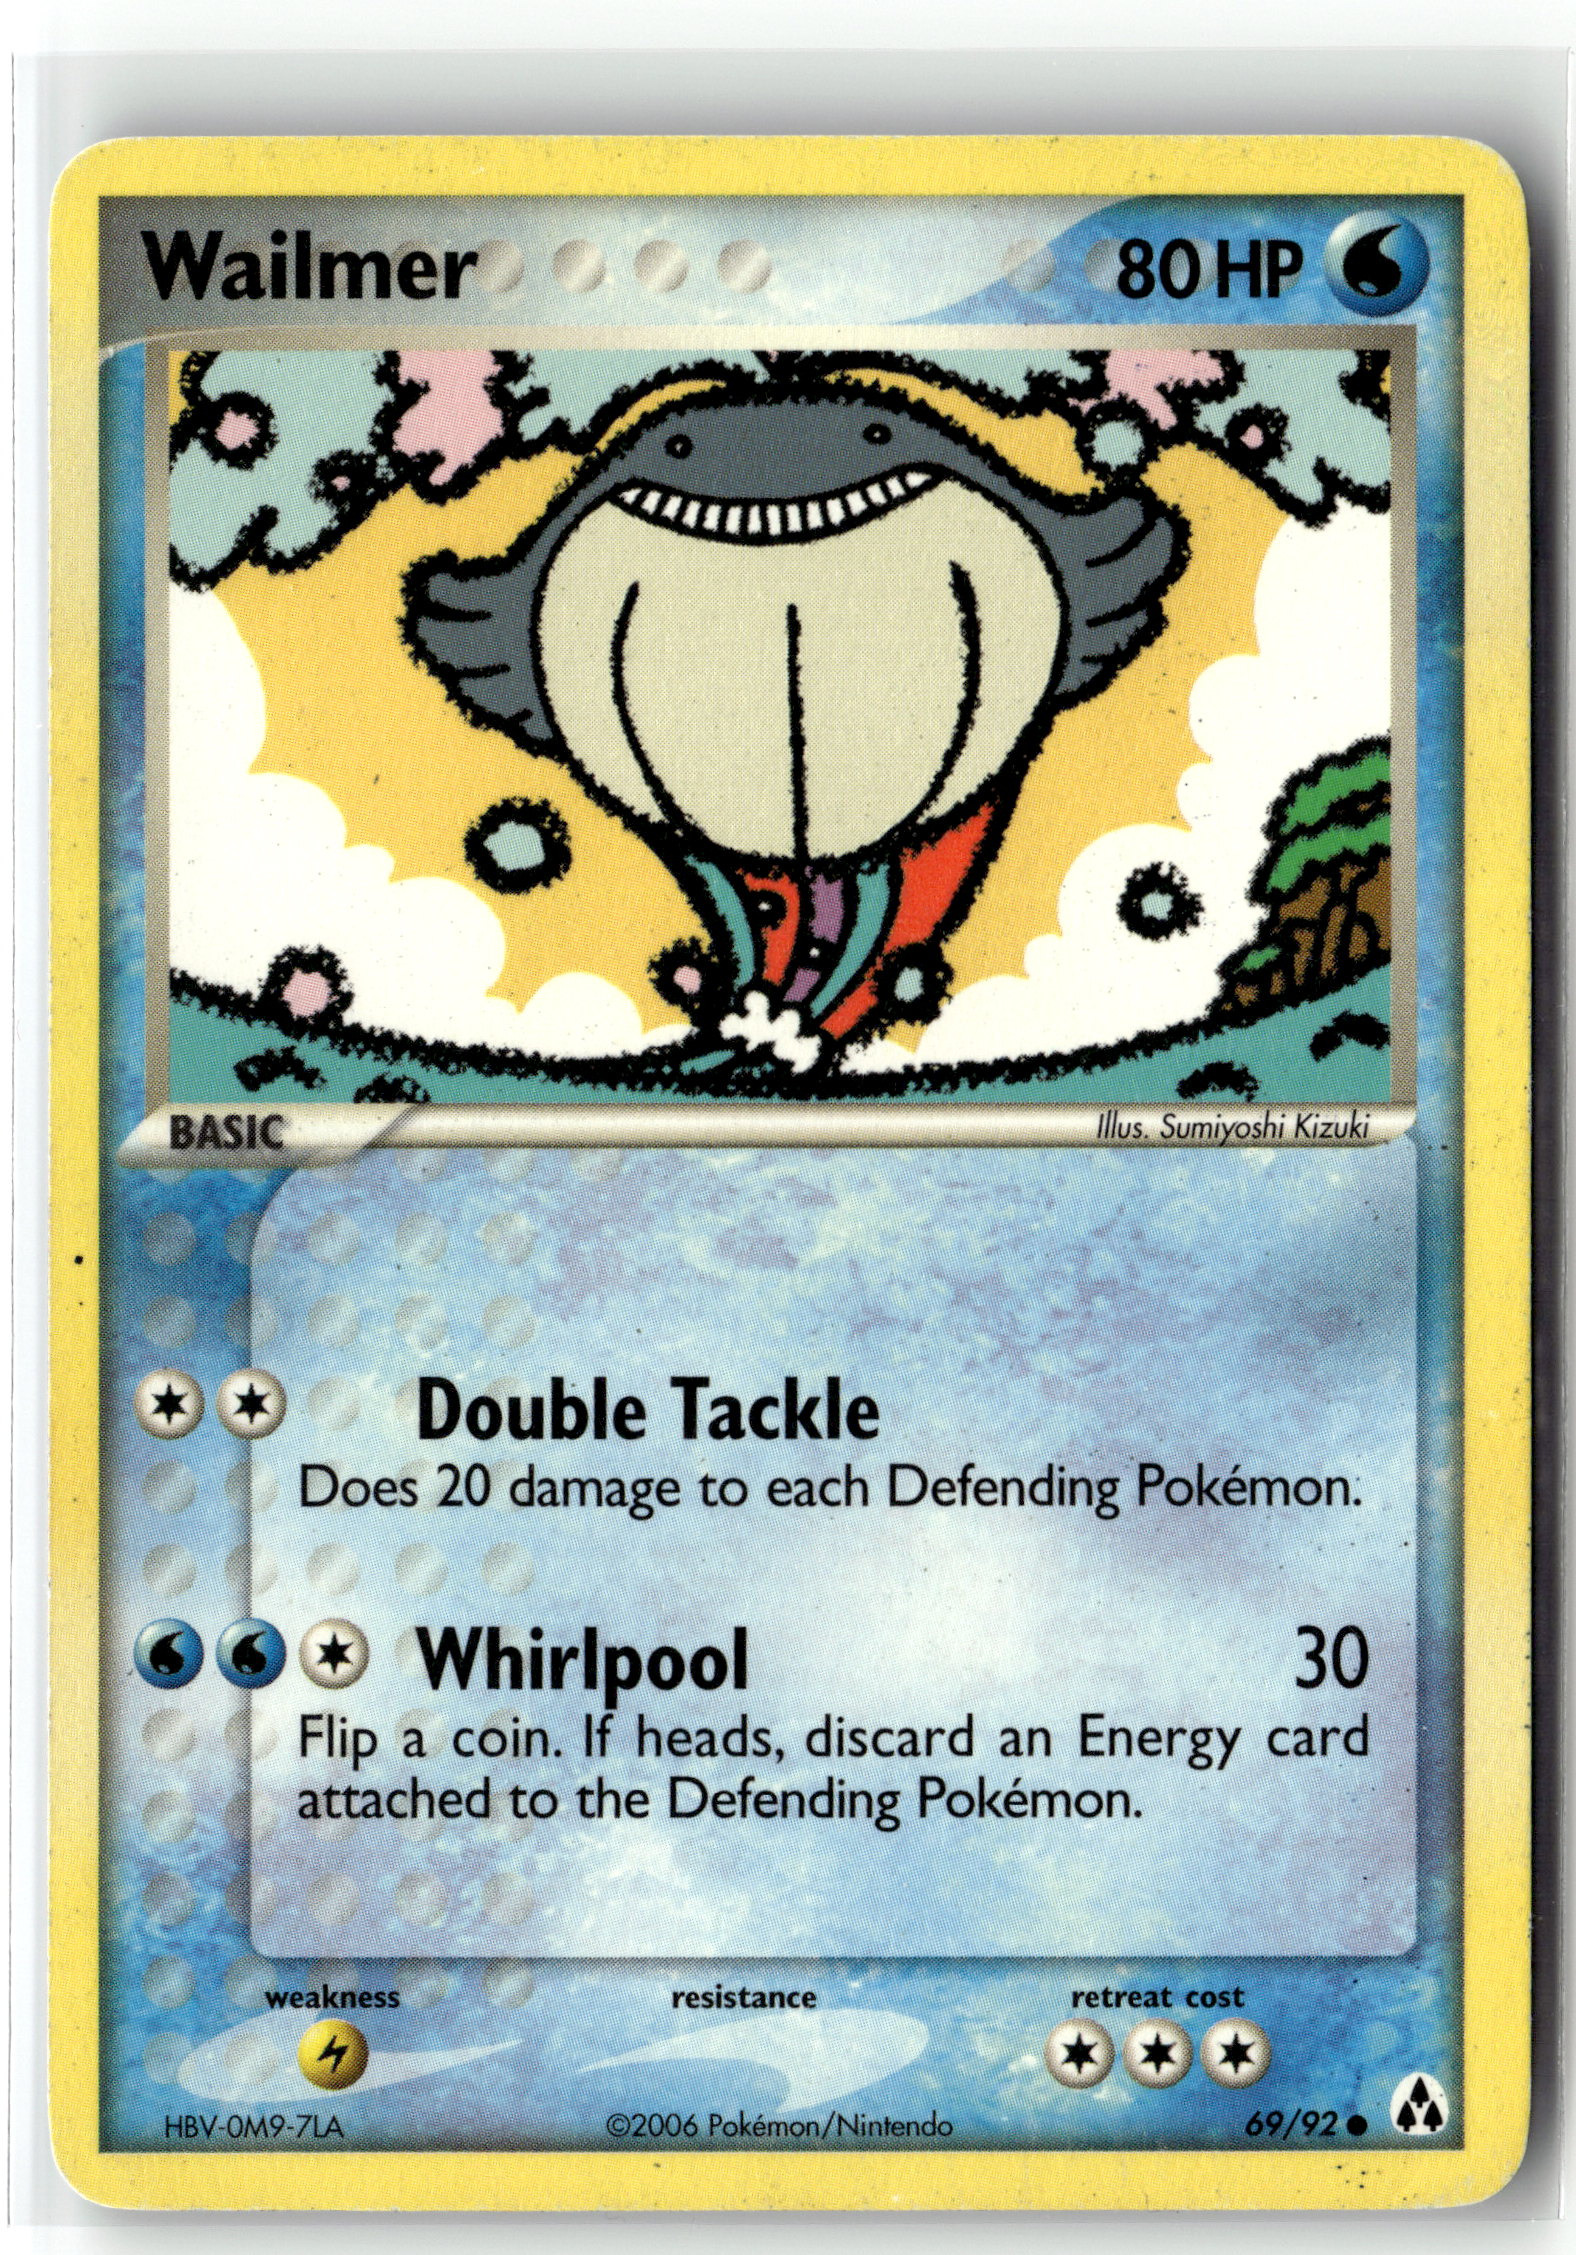 Wailmer 80 HP
BASIC Illus. Sumiyoshi Kizuki
Double Tackle
Does 20 damage to each Defending Pokémon.
Whirlpool 30
Flip a coin. If heads, discard an Energy card
attached to the Defending Pokémon.
weakness resistance retreat cost
HBV-0M9-7LA ©2006 Pokémon/Nintendo 69/92